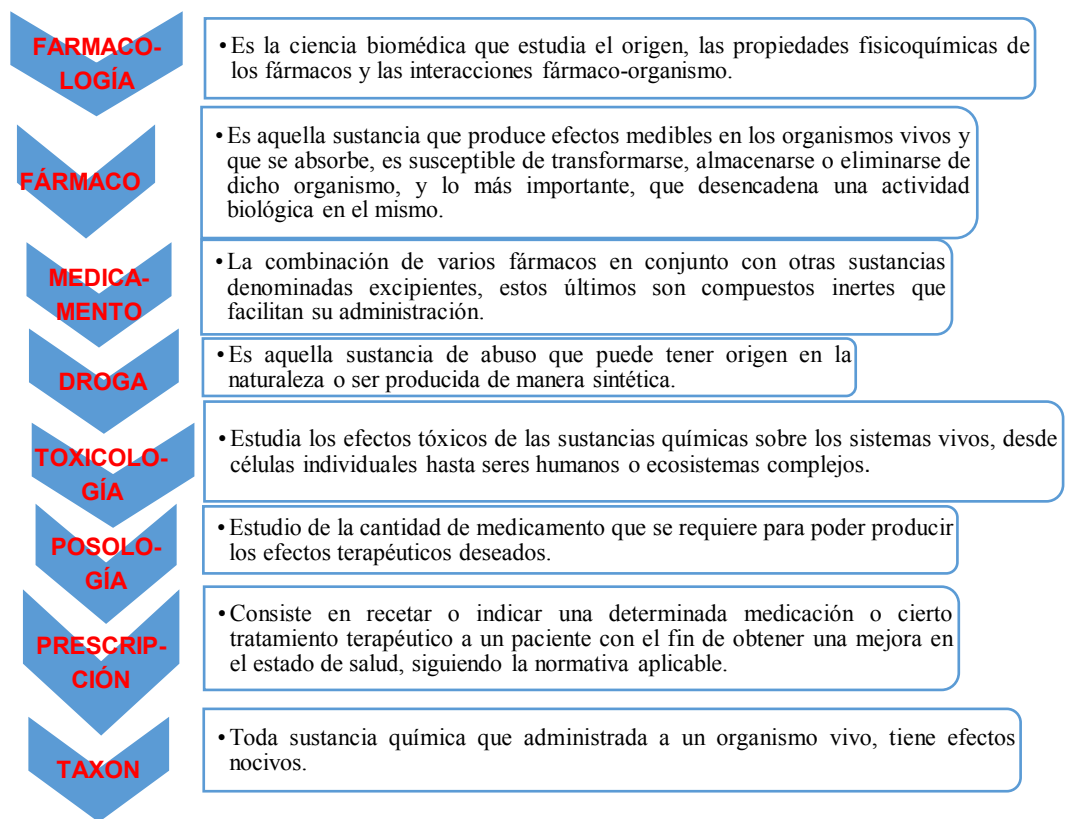 FARMACO-
LOGÍA
• Es la ciencia biomédica que estudia el origen, las propiedades fisicoquímicas de
los fármacos y las interacciones fármaco-organismo.
FÁRMACO
• Es aquella sustancia que produce efectos medibles en los organismos vivos y
que se absorbe, es susceptible de transformarse, almacenarse o eliminarse de
dicho organismo, y lo más importante, que desencadena una actividad
biológica en el mismo.
MEDICA-
MENTO
• La combinación de varios fármacos en conjunto con otras sustancias
denominadas excipientes, estos últimos son compuestos inertes que
facilitan su administración.
DROGA
• Es aquella sustancia de abuso que puede tener origen en la
naturaleza o ser producida de manera sintética.
TOXICOLO-
GÍA
• Estudia los efectos tóxicos de las sustancias químicas sobre los sistemas vivos, desde
células individuales hasta seres humanos o ecosistemas complejos.
POSOLO-
GÍA
• Estudio de la cantidad de medicamento que se requiere para poder producir
los efectos terapéuticos deseados.
PRESCRIP-
CIÓN
• Consiste en recetar o indicar una determinada medicación o cierto
tratamiento terapéutico a un paciente con el fin de obtener una mejora en
el estado de salud, siguiendo la normativa aplicable.
TAXON
• Toda sustancia química que administrada a un organismo vivo, tiene efectos
nocivos.